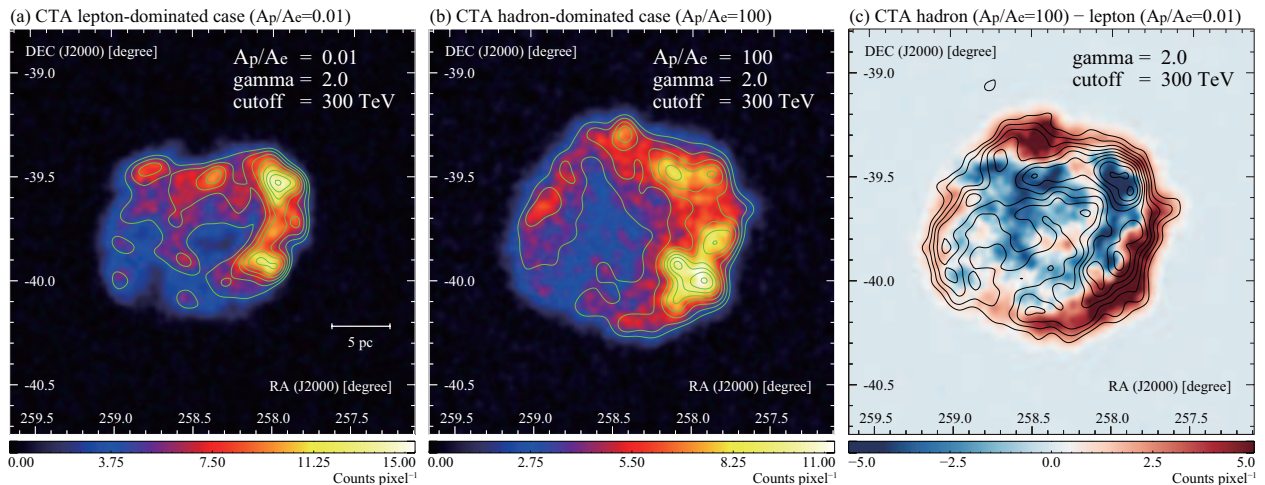 (a) CTA lepton-dominated case (Ap/Ae=0.01)
DEC (J2000) [degree]
Ap/Ae = 0.01
gamma = 2.0
cutoff = 300 TeV
-39.0
-39.5
-40.0
-40.5
5 pc
RA (J2000) [degree]
259.5 259.0 258.5 258.0 257.5
0.00 3.75 7.50 11.25 15.00
Counts pixel⁻¹
(b) CTA hadron-dominated case (Ap/Ae=100)
DEC (J2000) [degree]
Ap/Ae = 100
gamma = 2.0
cutoff = 300 TeV
-39.0
-39.5
-40.0
-40.5
RA (J2000) [degree]
259.5 259.0 258.5 258.0 257.5
0.00 2.75 5.50 8.25 11.00
Counts pixel⁻¹
(c) CTA hadron (Ap/Ae=100) − lepton (Ap/Ae=0.01)
DEC (J2000) [degree]
gamma = 2.0
cutoff = 300 TeV
-39.0
-39.5
-40.0
-40.5
RA (J2000) [degree]
259.5 259.0 258.5 258.0 257.5
−5.0 −2.5 0.0 2.5 5.0
Counts pixel⁻¹